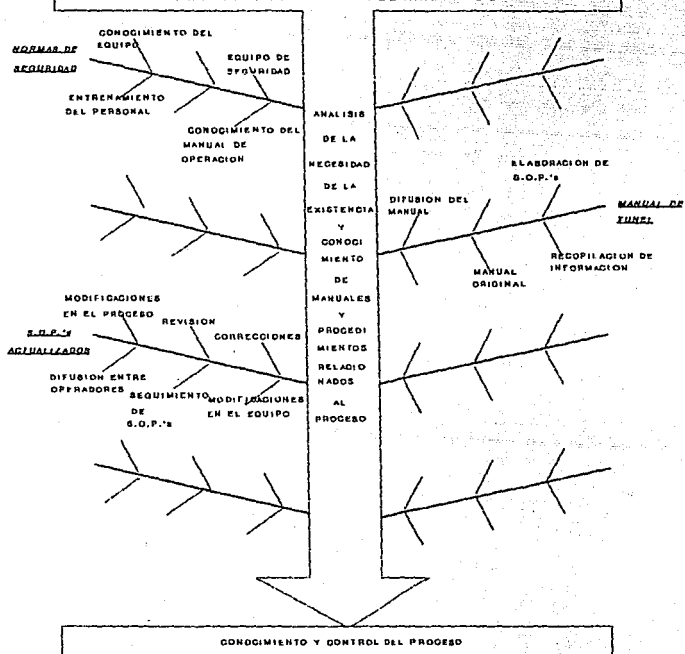 CONOCIMIENTO DEL
EQUIPO
NORMAS DE
SEGURIDAD
EQUIPO DE
SEGURIDAD
ENTRENAMIENTO
DEL PERSONAL
CONOCIMIENTO DEL
MANUAL DE
OPERACION
ANALISIS
DE LA
NECESIDAD
DE LA
EXISTENCIA
Y
CONOCI
MIENTO
DE
MANUALES
Y
PROCEDI
MIENTOS
RELACIO
NADOS
AL
PROCESO
ELABORACION DE
S.O.P.'s
DIFUSION DEL
MANUAL
MANUAL DE
TUNEL
MANUAL
ORIGINAL
RECOPILACION DE
INFORMACION
MODIFICACIONES
EN EL PROCESO
REVISION
CORRECCIONES
S.O.P.'s
ACTUALIZADOS
DIFUSION ENTRE
OPERADORES
SEGUIMIENTO
DE
S.O.P.'s
MODIFICACIONES
EN EL EQUIPO
CONOCIMIENTO Y CONTROL DEL PROCESO